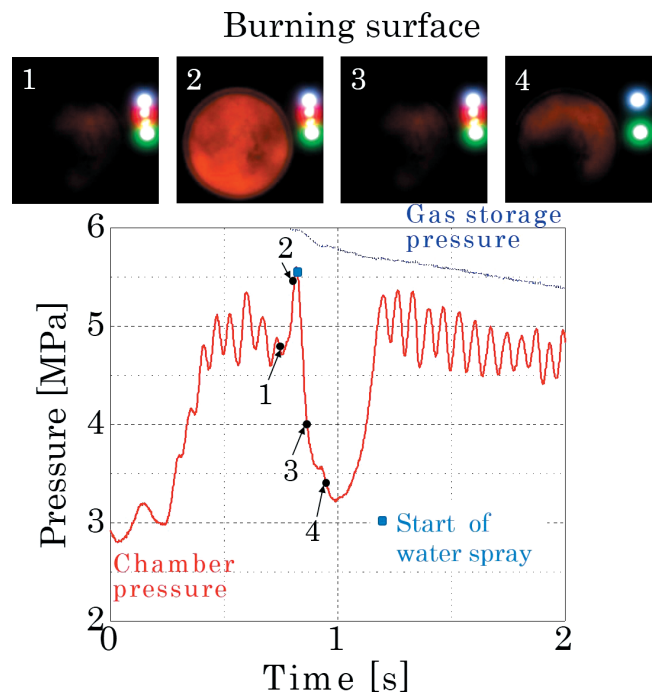 Burning surface
1
2
3
4
Gas storage
pressure
Pressure [MPa]
6
5
4
3
2
2
1
3
4
Start of
water spray
Chamber
pressure
0
1
2
Time [s]